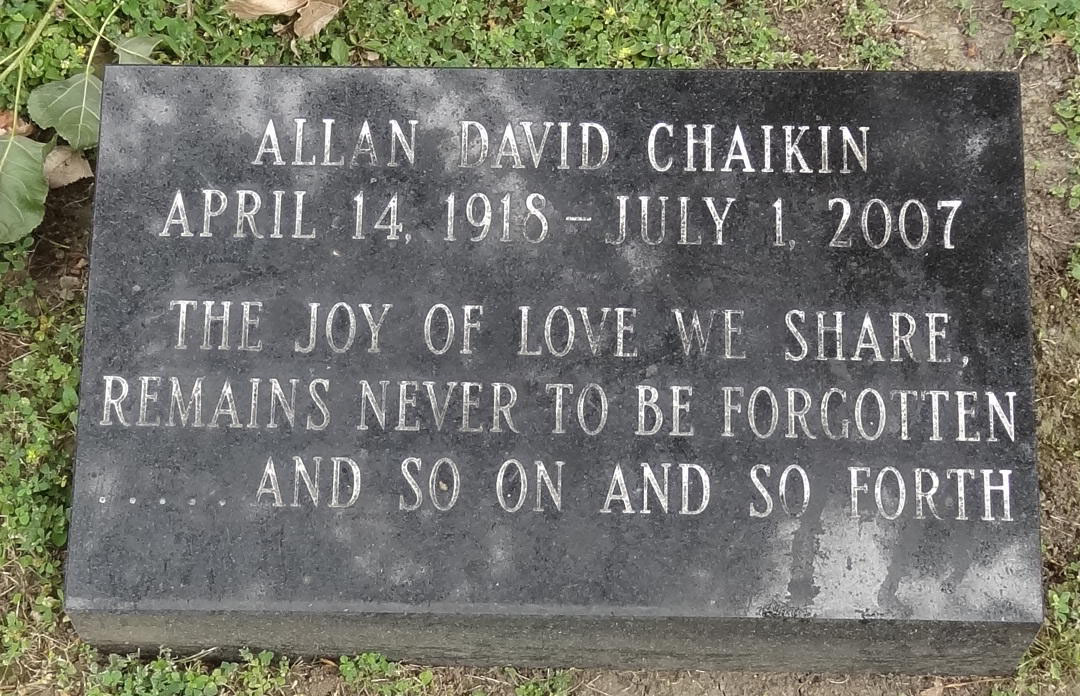 ALLAN DAVID CHAIKIN
APRIL 14, 1918 – JULY 1, 2007
THE JOY OF LOVE WE SHARE,
REMAINS NEVER TO BE FORGOTTEN
. . . . . AND SO ON AND SO FORTH